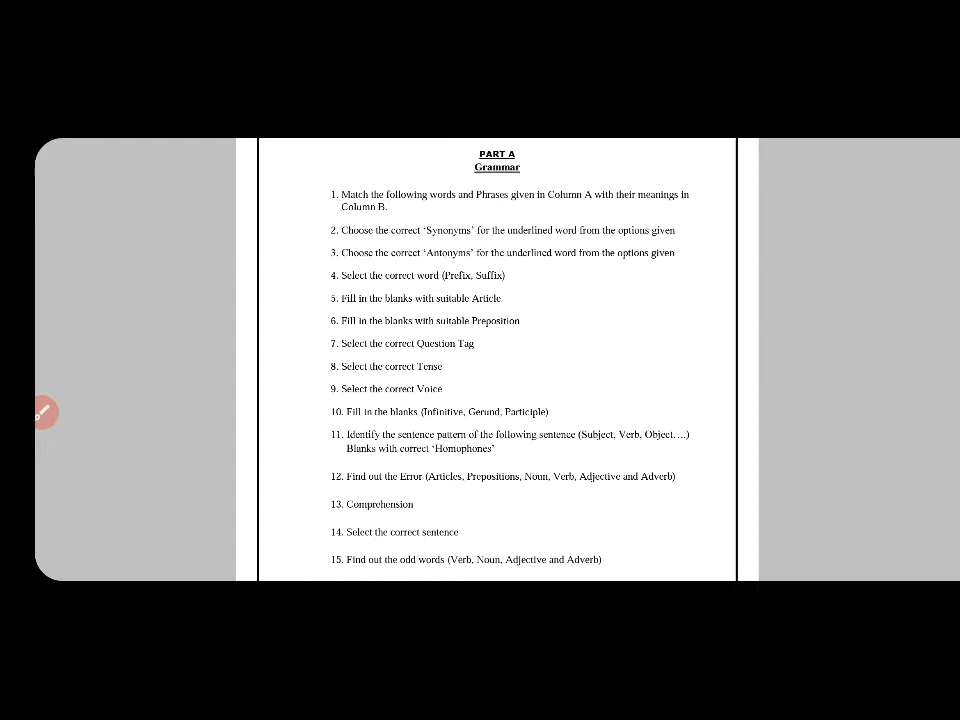 PART A
Grammar
1. Match the following words and Phrases given in Column A with their meanings in
Column B.
2. Choose the correct ‘Synonyms’ for the underlined word from the options given
3. Choose the correct ‘Antonyms’ for the underlined word from the options given
4. Select the correct word (Prefix, Suffix)
5. Fill in the blanks with suitable Article
6. Fill in the blanks with suitable Preposition
7. Select the correct Question Tag
8. Select the correct Tense
9. Select the correct Voice
10. Fill in the blanks (Infinitive, Gerund, Participle)
11. Identify the sentence pattern of the following sentence (Subject, Verb, Object….)
Blanks with correct ‘Homophones’
12. Find out the Error (Articles, Prepositions, Noun, Verb, Adjective and Adverb)
13. Comprehension
14. Select the correct sentence
15. Find out the odd words (Verb, Noun, Adjective and Adverb)